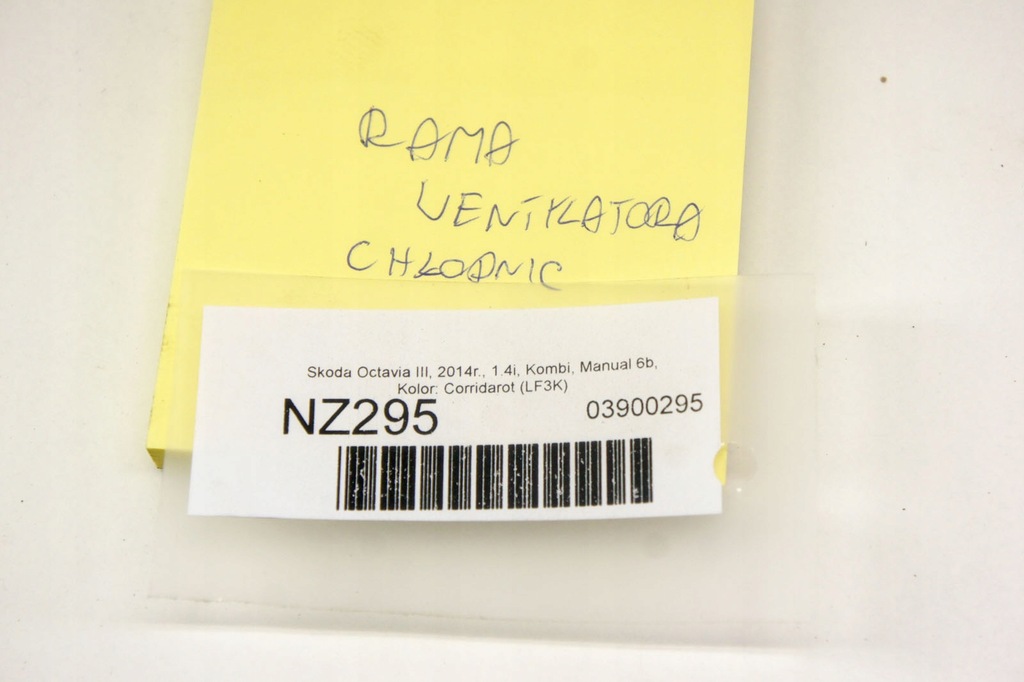 RAMA
WENTYLATORA
CHŁODNIC
Skoda Octavia III, 2014r., 1.4i, Kombi, Manual 6b,
Kolor: Corridarot (LF3K)
NZ295
03900295